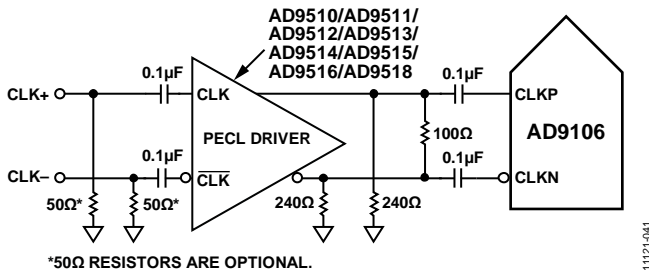 AD9510/AD9511/
AD9512/AD9513/
AD9514/AD9515/
AD9516/AD9518
0.1µF
0.1µF
CLK+
CLK
CLKP
PECL DRIVER
100Ω
AD9106
0.1µF
0.1µF
CLK–
CLK
CLKN
50Ω*
50Ω*
240Ω
240Ω
*50Ω RESISTORS ARE OPTIONAL.
11121-041